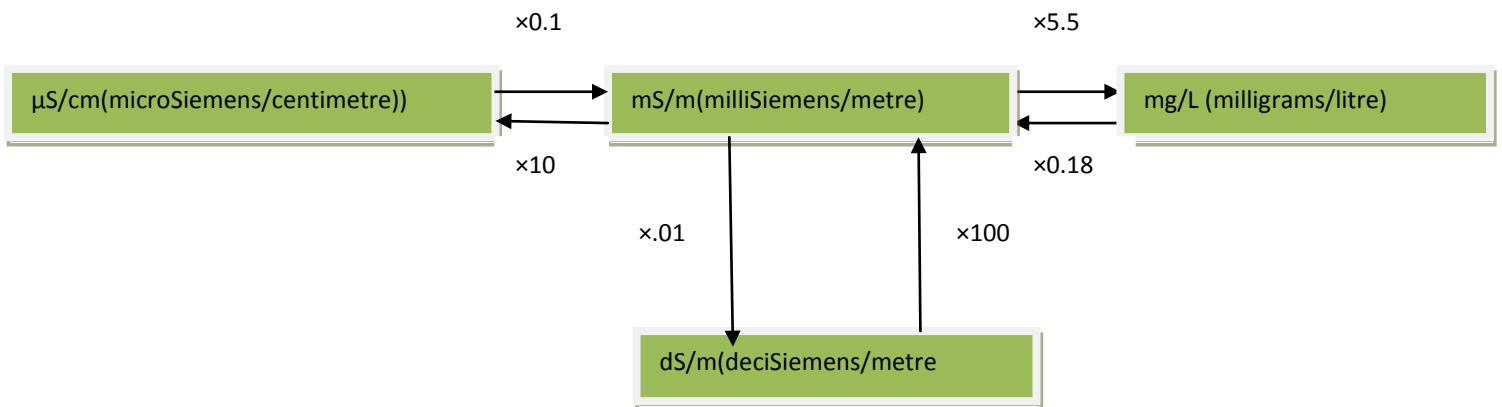 ×0.1 ×5.5
µS/cm(microSiemens/centimetre)) mS/m(milliSiemens/metre) mg/L (milligrams/litre)
×10 ×0.18
×.01 ×100
dS/m(deciSiemens/metre